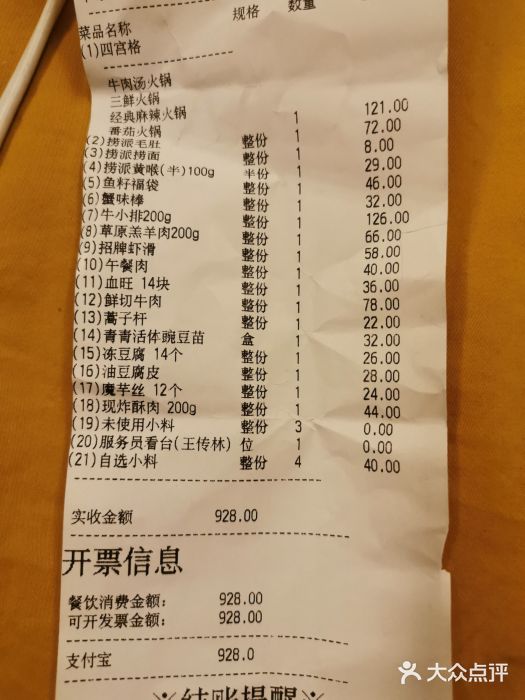 菜品名称 规格 数量
(1)四宫格 1 121.00
牛肉汤火锅
三鲜火锅
经典麻辣火锅
番茄火锅
(2)捞派毛肚 整份 1 72.00
(3)捞派捞面 整份 1 8.00
(4)捞派黄喉(半)100g 半份 1 29.00
(5)鱼籽福袋 整份 1 46.00
(6)蟹味棒 整份 1 32.00
(7)牛小排200g 整份 1 126.00
(8)草原羔羊肉200g 整份 1 66.00
(9)招牌虾滑 整份 1 58.00
(10)午餐肉 整份 1 40.00
(11)血旺 14块 整份 1 36.00
(12)鲜切牛肉 整份 1 78.00
(13)蒿子杆 整份 1 22.00
(14)青青活体豌豆苗 盒 1 32.00
(15)冻豆腐 14个 整份 1 26.00
(16)油豆腐皮 整份 1 28.00
(17)魔芋丝 12个 整份 1 24.00
(18)现炸酥肉 200g 整份 1 44.00
(19)未使用小料 整份 3 0.00
(20)服务员看台(王传林) 位 1 0.00
(21)自选小料 整份 4 40.00
实收金额 928.00
开票信息
餐饮消费金额: 928.00
可开发票金额: 928.00
支付宝 928.0
※结账提醒※
大众点评